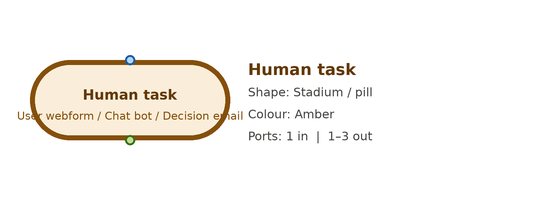 Human task
User webform / Chat bot / Decision email
Human task
Shape: Stadium / pill
Colour: Amber
Ports: 1 in | 1–3 out